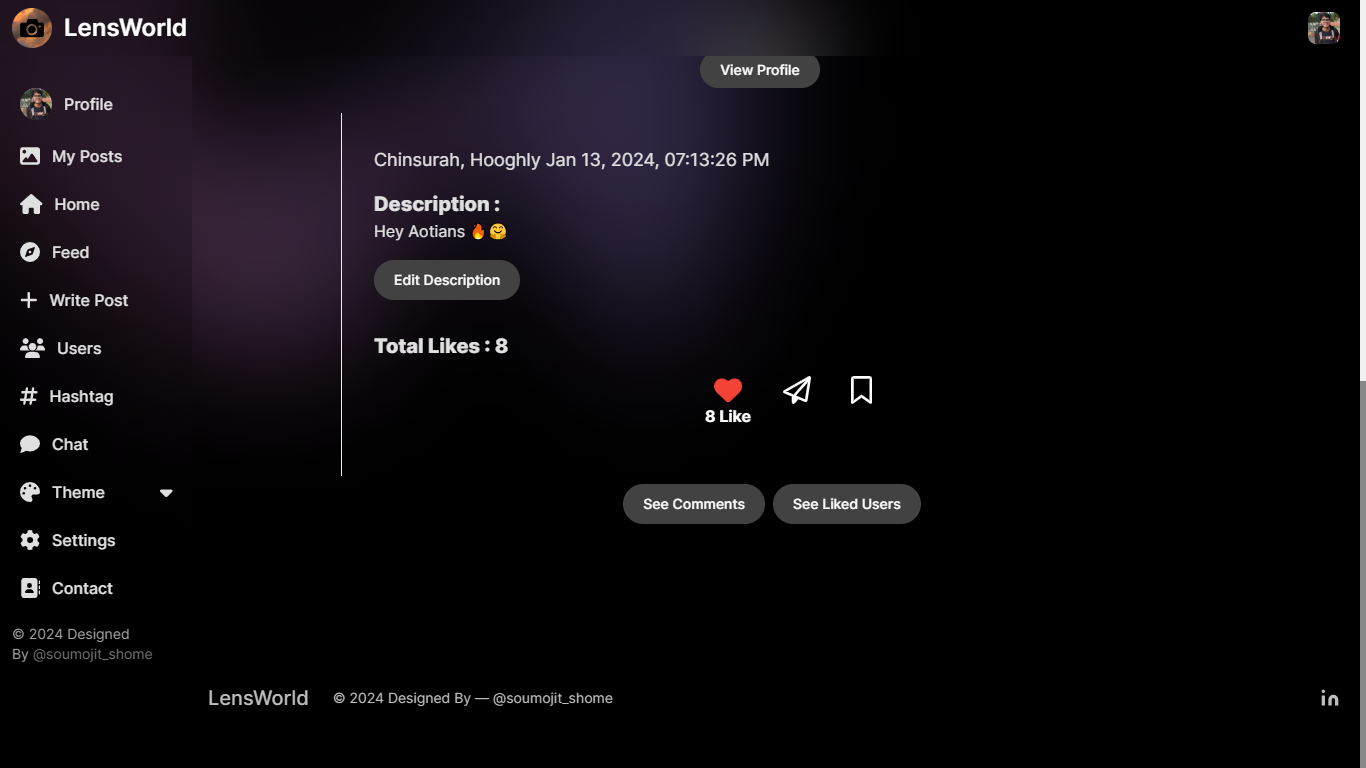 LensWorld
View Profile
Profile
My Posts
Home
Feed
Write Post
Users
Hashtag
Chat
Theme
Settings
Contact
© 2024 Designed
By @soumojit_shome
Chinsurah, Hooghly Jan 13, 2024, 07:13:26 PM
Description :
Hey Aotians 🔥🤗
Edit Description
Total Likes : 8
8 Like
See Comments
See Liked Users
LensWorld
© 2024 Designed By — @soumojit_shome
in